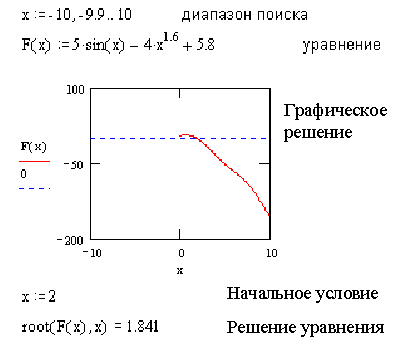 x := -10, -9.9 .. 10 диапазон поиска
F(x) := 5·sin(x) − 4·x^1.6 + 5.8 уравнение
100
Графическое
решение
F(x)
0
−50
−200
−10 0 10
x
x := 2 Начальное условие
root(F(x), x) = 1.841 Решение уравнения